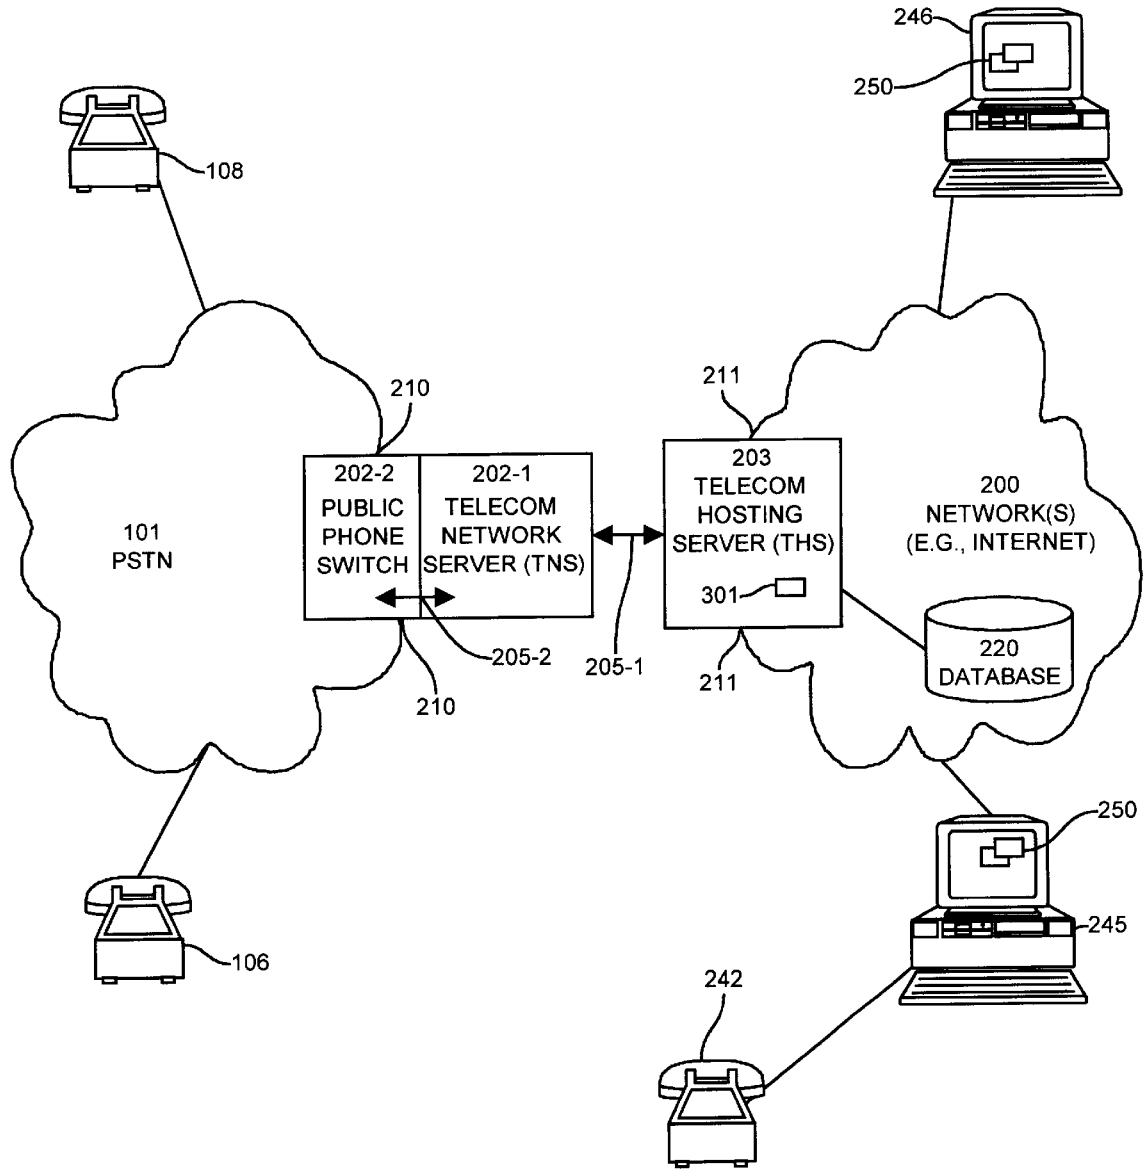 246
250
108
210
211
202-2
PUBLIC
PHONE
SWITCH
202-1
TELECOM
NETWORK
SERVER (TNS)
203
TELECOM
HOSTING
SERVER (THS)
301
101
PSTN
200
NETWORK(S)
(E.G., INTERNET)
220
DATABASE
205-2
205-1
210
211
250
245
106
242